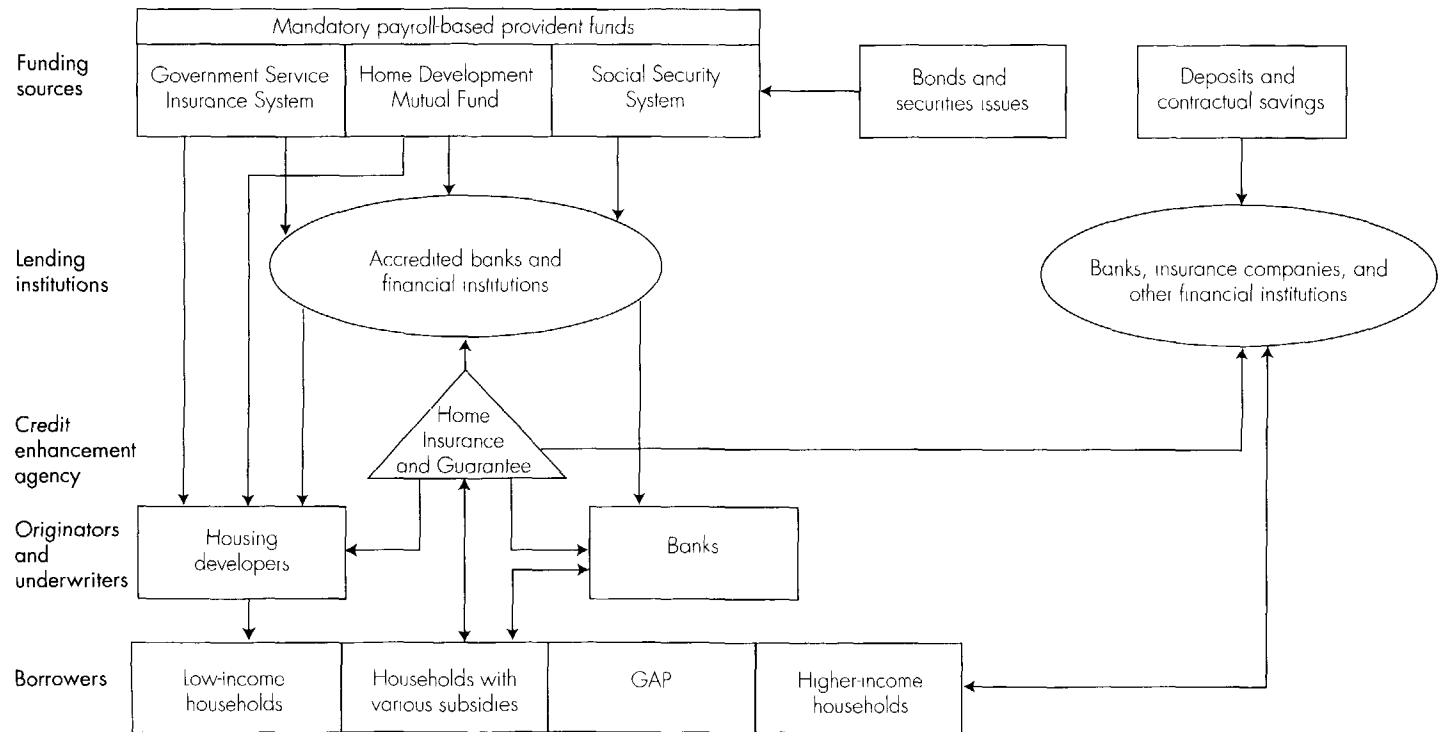 Mandatory payroll-based provident funds
Funding
sources
Government Service
Insurance System
Home Development
Mutual Fund
Social Security
System
Bonds and
securities issues
Deposits and
contractual savings
Lending
institutions
Accredited banks and
financial institutions
Banks, insurance companies, and
other financial institutions
Credit
enhancement
agency
Home
Insurance
and Guarantee
Originators
and
underwriters
Housing
developers
Banks
Borrowers
Low-income
households
Households with
various subsidies
GAP
Higher-income
households